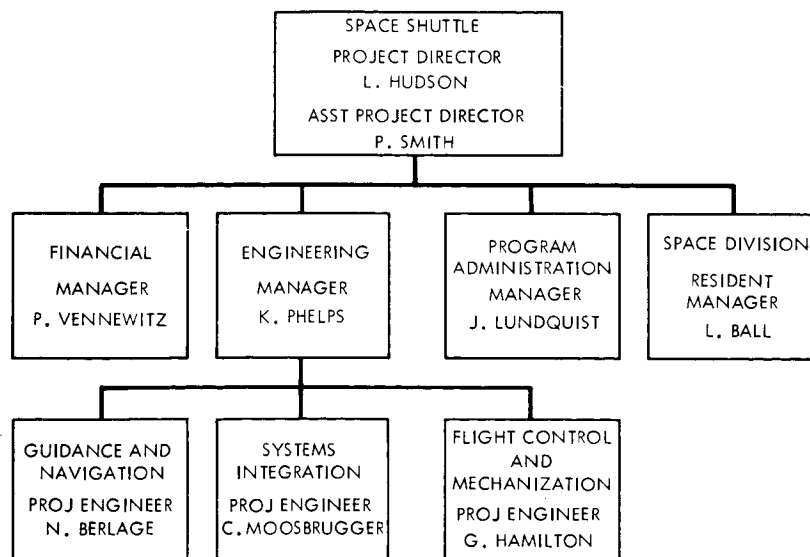 SPACE SHUTTLE
PROJECT DIRECTOR
L. HUDSON
ASST PROJECT DIRECTOR
P. SMITH
FINANCIAL
MANAGER
P. VENNEWITZ
ENGINEERING
MANAGER
K. PHELPS
PROGRAM
ADMINISTRATION
MANAGER
J. LUNDQUIST
SPACE DIVISION
RESIDENT
MANAGER
L. BALL
GUIDANCE AND
NAVIGATION
PROJ ENGINEER
N. BERLAGE
SYSTEMS
INTEGRATION
PROJ ENGINEER
C. MOOSBRUGGER
FLIGHT CONTROL
AND
MECHANIZATION
PROJ ENGINEER
G. HAMILTON